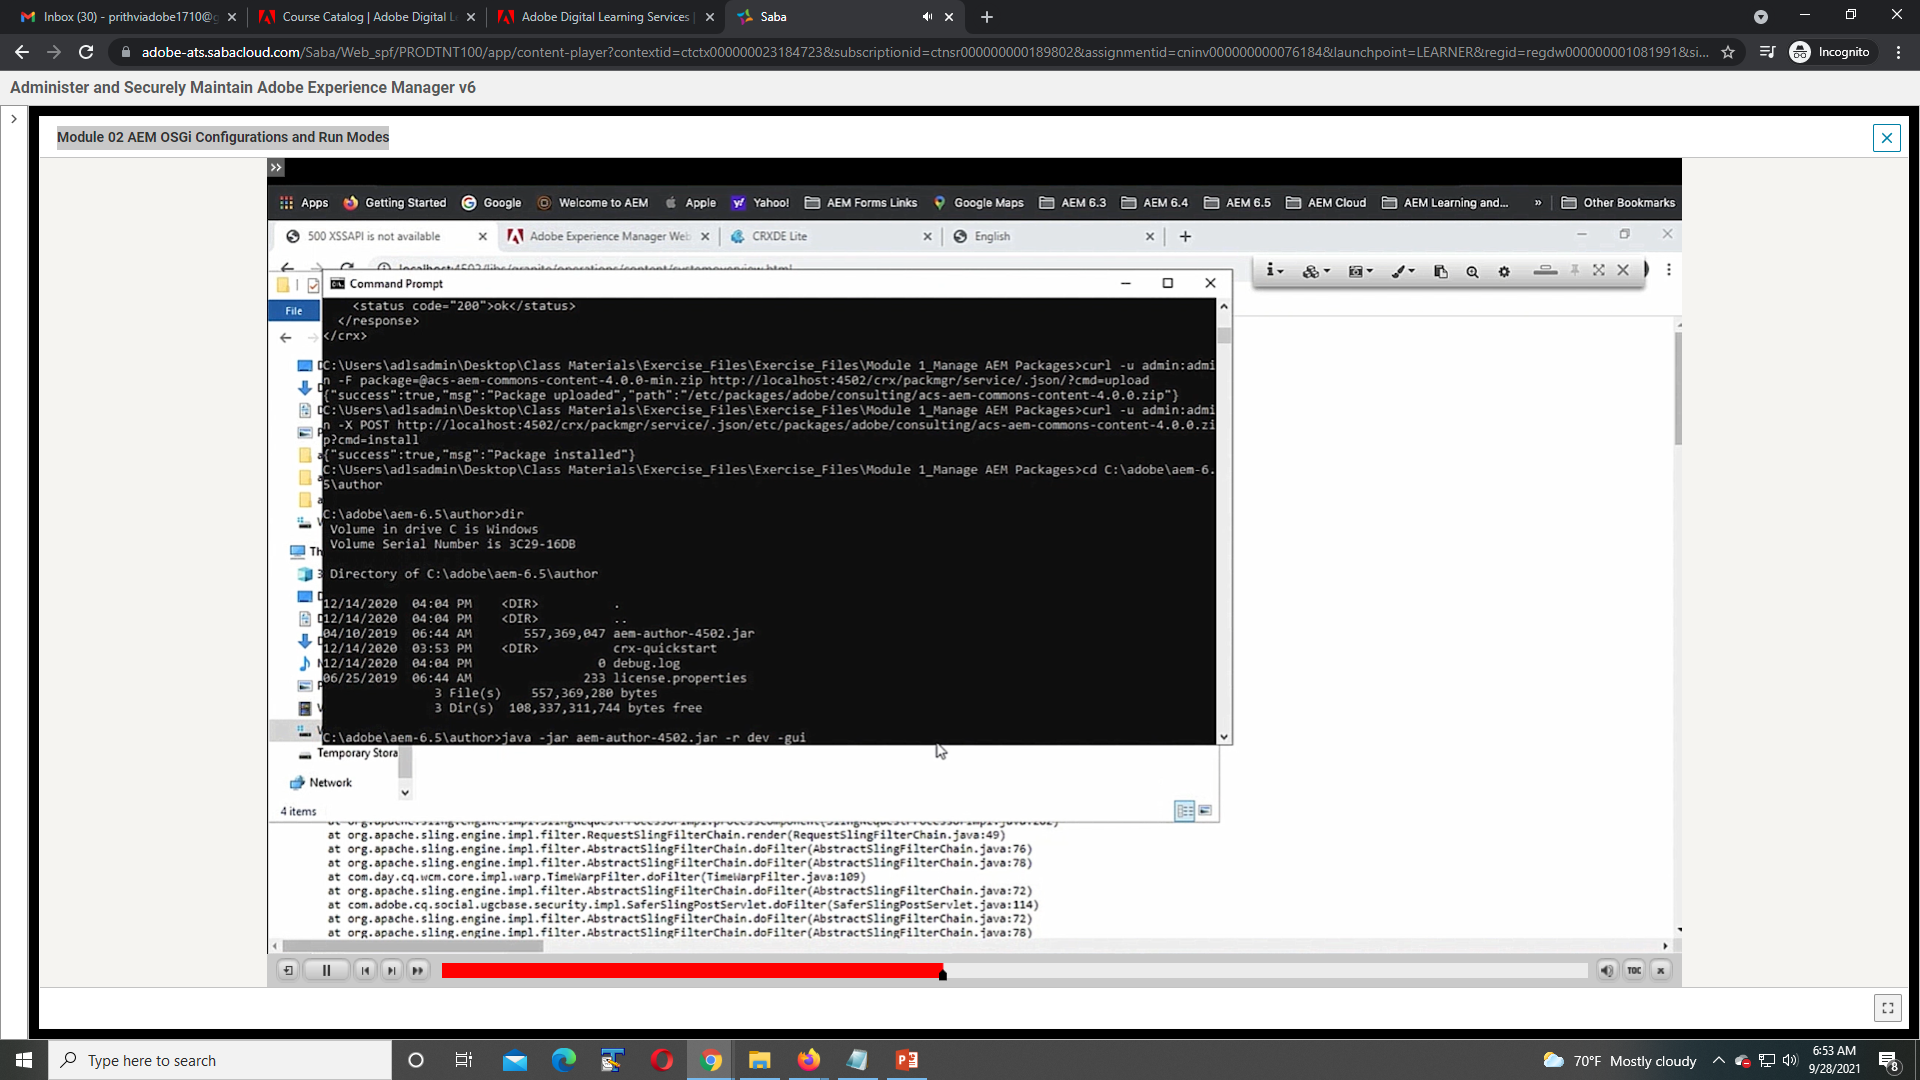 Inbox (30) - prithviadobe1710@g
Course Catalog | Adobe Digital L
Adobe Digital Learning Services |
Saba
adobe-ats.sabacloud.com/Saba/Web_spf/PRODTNT100/app/content-player?contextid=ctctx000000023184723&subscriptionid=ctnsr0000000000189802&assignmentid=cninv000000000076184&launchpoint=LEARNER&regid=regdw000000001081991&si...
Incognito
Administer and Securely Maintain Adobe Experience Manager v6
Module 02 AEM OSGi Configurations and Run Modes
Apps
Getting Started
Google
Welcome to AEM
Apple
Yahoo!
AEM Forms Links
Google Maps
AEM 6.3
AEM 6.4
AEM 6.5
AEM Cloud
AEM Learning and...
»
Other Bookmarks
500 XSSAPI is not available
Adobe Experience Manager Web
CRXDE Lite
English
localhost:4502/libs/granite/operations/content/systemoverview.html
Command Prompt
File
<status code="200">ok</status>
</response>
</crx>
C:\Users\adlsadmin\Desktop\Class Materials\Exercise_Files\Exercise_Files\Module 1_Manage AEM Packages>curl -u admin:admi
n -F package=@acs-aem-commons-content-4.0.0-min.zip http://localhost:4502/crx/packmgr/service/.json/?cmd=upload
{"success":true,"msg":"Package uploaded","path":"/etc/packages/adobe/consulting/acs-aem-commons-content-4.0.0.zip"}
C:\Users\adlsadmin\Desktop\Class Materials\Exercise_Files\Exercise_Files\Module 1_Manage AEM Packages>curl -u admin:admi
n -X POST http://localhost:4502/crx/packmgr/service/.json/etc/packages/adobe/consulting/acs-aem-commons-content-4.0.0.zi
p?cmd=install
{"success":true,"msg":"Package installed"}
C:\Users\adlsadmin\Desktop\Class Materials\Exercise_Files\Exercise_Files\Module 1_Manage AEM Packages>cd C:\adobe\aem-6.
5\author
C:\adobe\aem-6.5\author>dir
Volume in drive C is Windows
Volume Serial Number is 3C29-16DB
Directory of C:\adobe\aem-6.5\author
12/14/2020 04:04 PM <DIR> .
12/14/2020 04:04 PM <DIR> ..
04/10/2019 06:44 AM 557,369,047 aem-author-4502.jar
12/14/2020 03:53 PM <DIR> crx-quickstart
12/14/2020 04:04 PM 0 debug.log
06/25/2019 06:44 AM 233 license.properties
3 File(s) 557,369,280 bytes
3 Dir(s) 108,337,311,744 bytes free
C:\adobe\aem-6.5\author>java -jar aem-author-4502.jar -r dev -gui
Th
Temporary Stora
Network
4 items
at org.apache.sling.engine.impl.filter.RequestSlingFilterChain.render(RequestSlingFilterChain.java:49)
at org.apache.sling.engine.impl.filter.AbstractSlingFilterChain.doFilter(AbstractSlingFilterChain.java:76)
at org.apache.sling.engine.impl.filter.AbstractSlingFilterChain.doFilter(AbstractSlingFilterChain.java:78)
at com.day.cq.wcm.core.impl.warp.TimeWarpFilter.doFilter(TimeWarpFilter.java:109)
at org.apache.sling.engine.impl.filter.AbstractSlingFilterChain.doFilter(AbstractSlingFilterChain.java:72)
at com.adobe.cq.social.ugcbase.security.impl.SaferSlingPostServlet.doFilter(SaferSlingPostServlet.java:114)
at org.apache.sling.engine.impl.filter.AbstractSlingFilterChain.doFilter(AbstractSlingFilterChain.java:72)
at org.apache.sling.engine.impl.filter.AbstractSlingFilterChain.doFilter(AbstractSlingFilterChain.java:78)
TOC
Type here to search
70°F Mostly cloudy
6:53 AM
9/28/2021
8